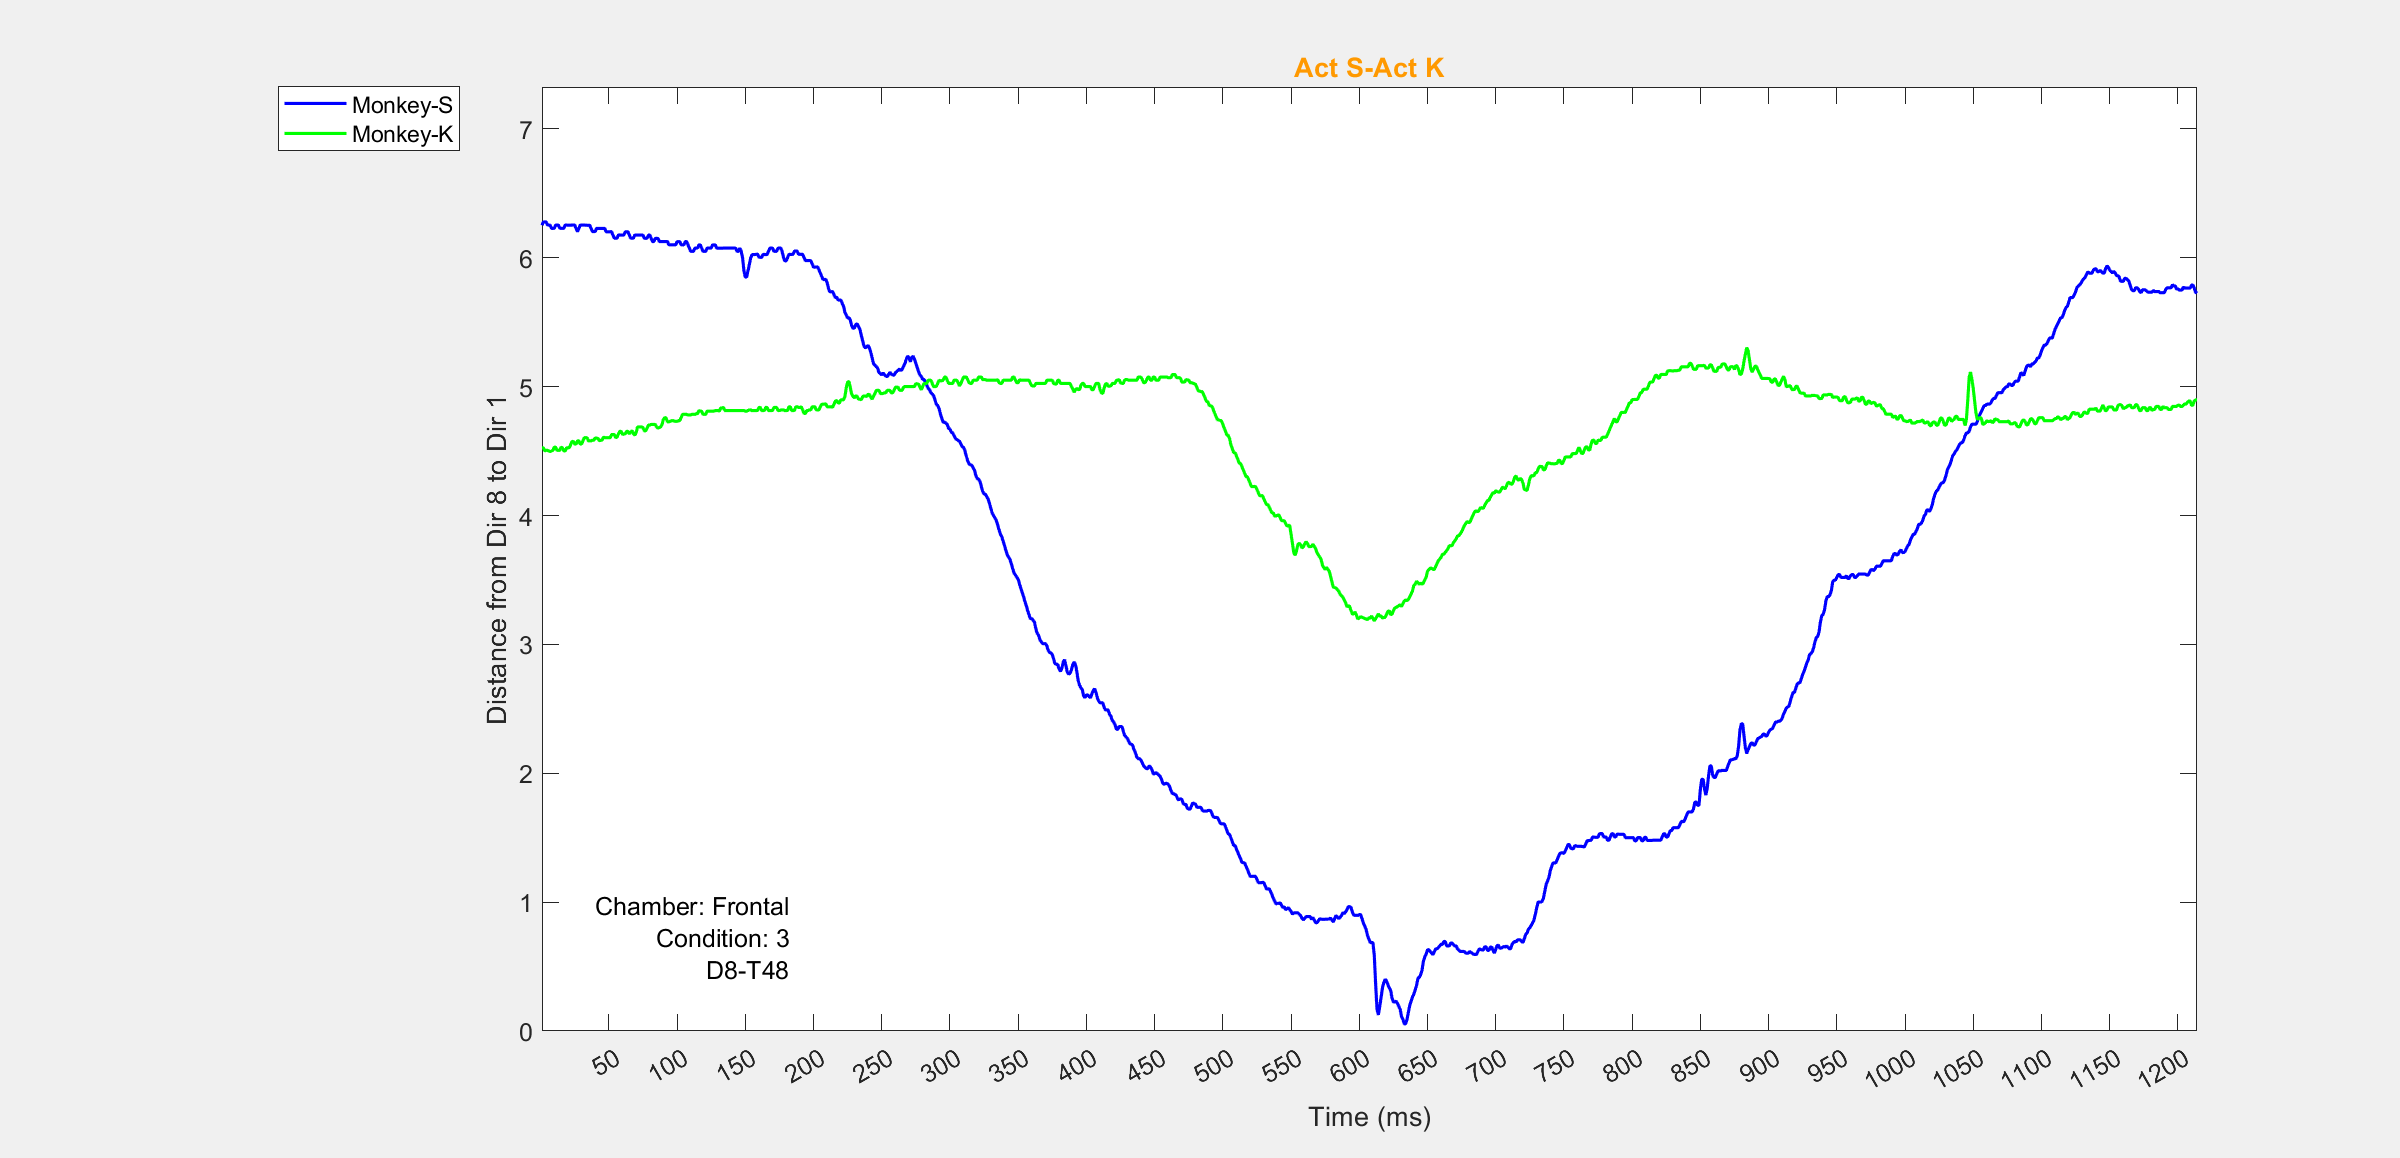 Act S-Act K
Monkey-S
Monkey-K
Distance from Dir 8 to Dir 1
7
6
5
4
3
2
1
0
Chamber: Frontal
Condition: 3
D8-T48
50 100 150 200 250 300 350 400 450 500 550 600 650 700 750 800 850 900 950 1000 1050 1100 1150 1200
Time (ms)